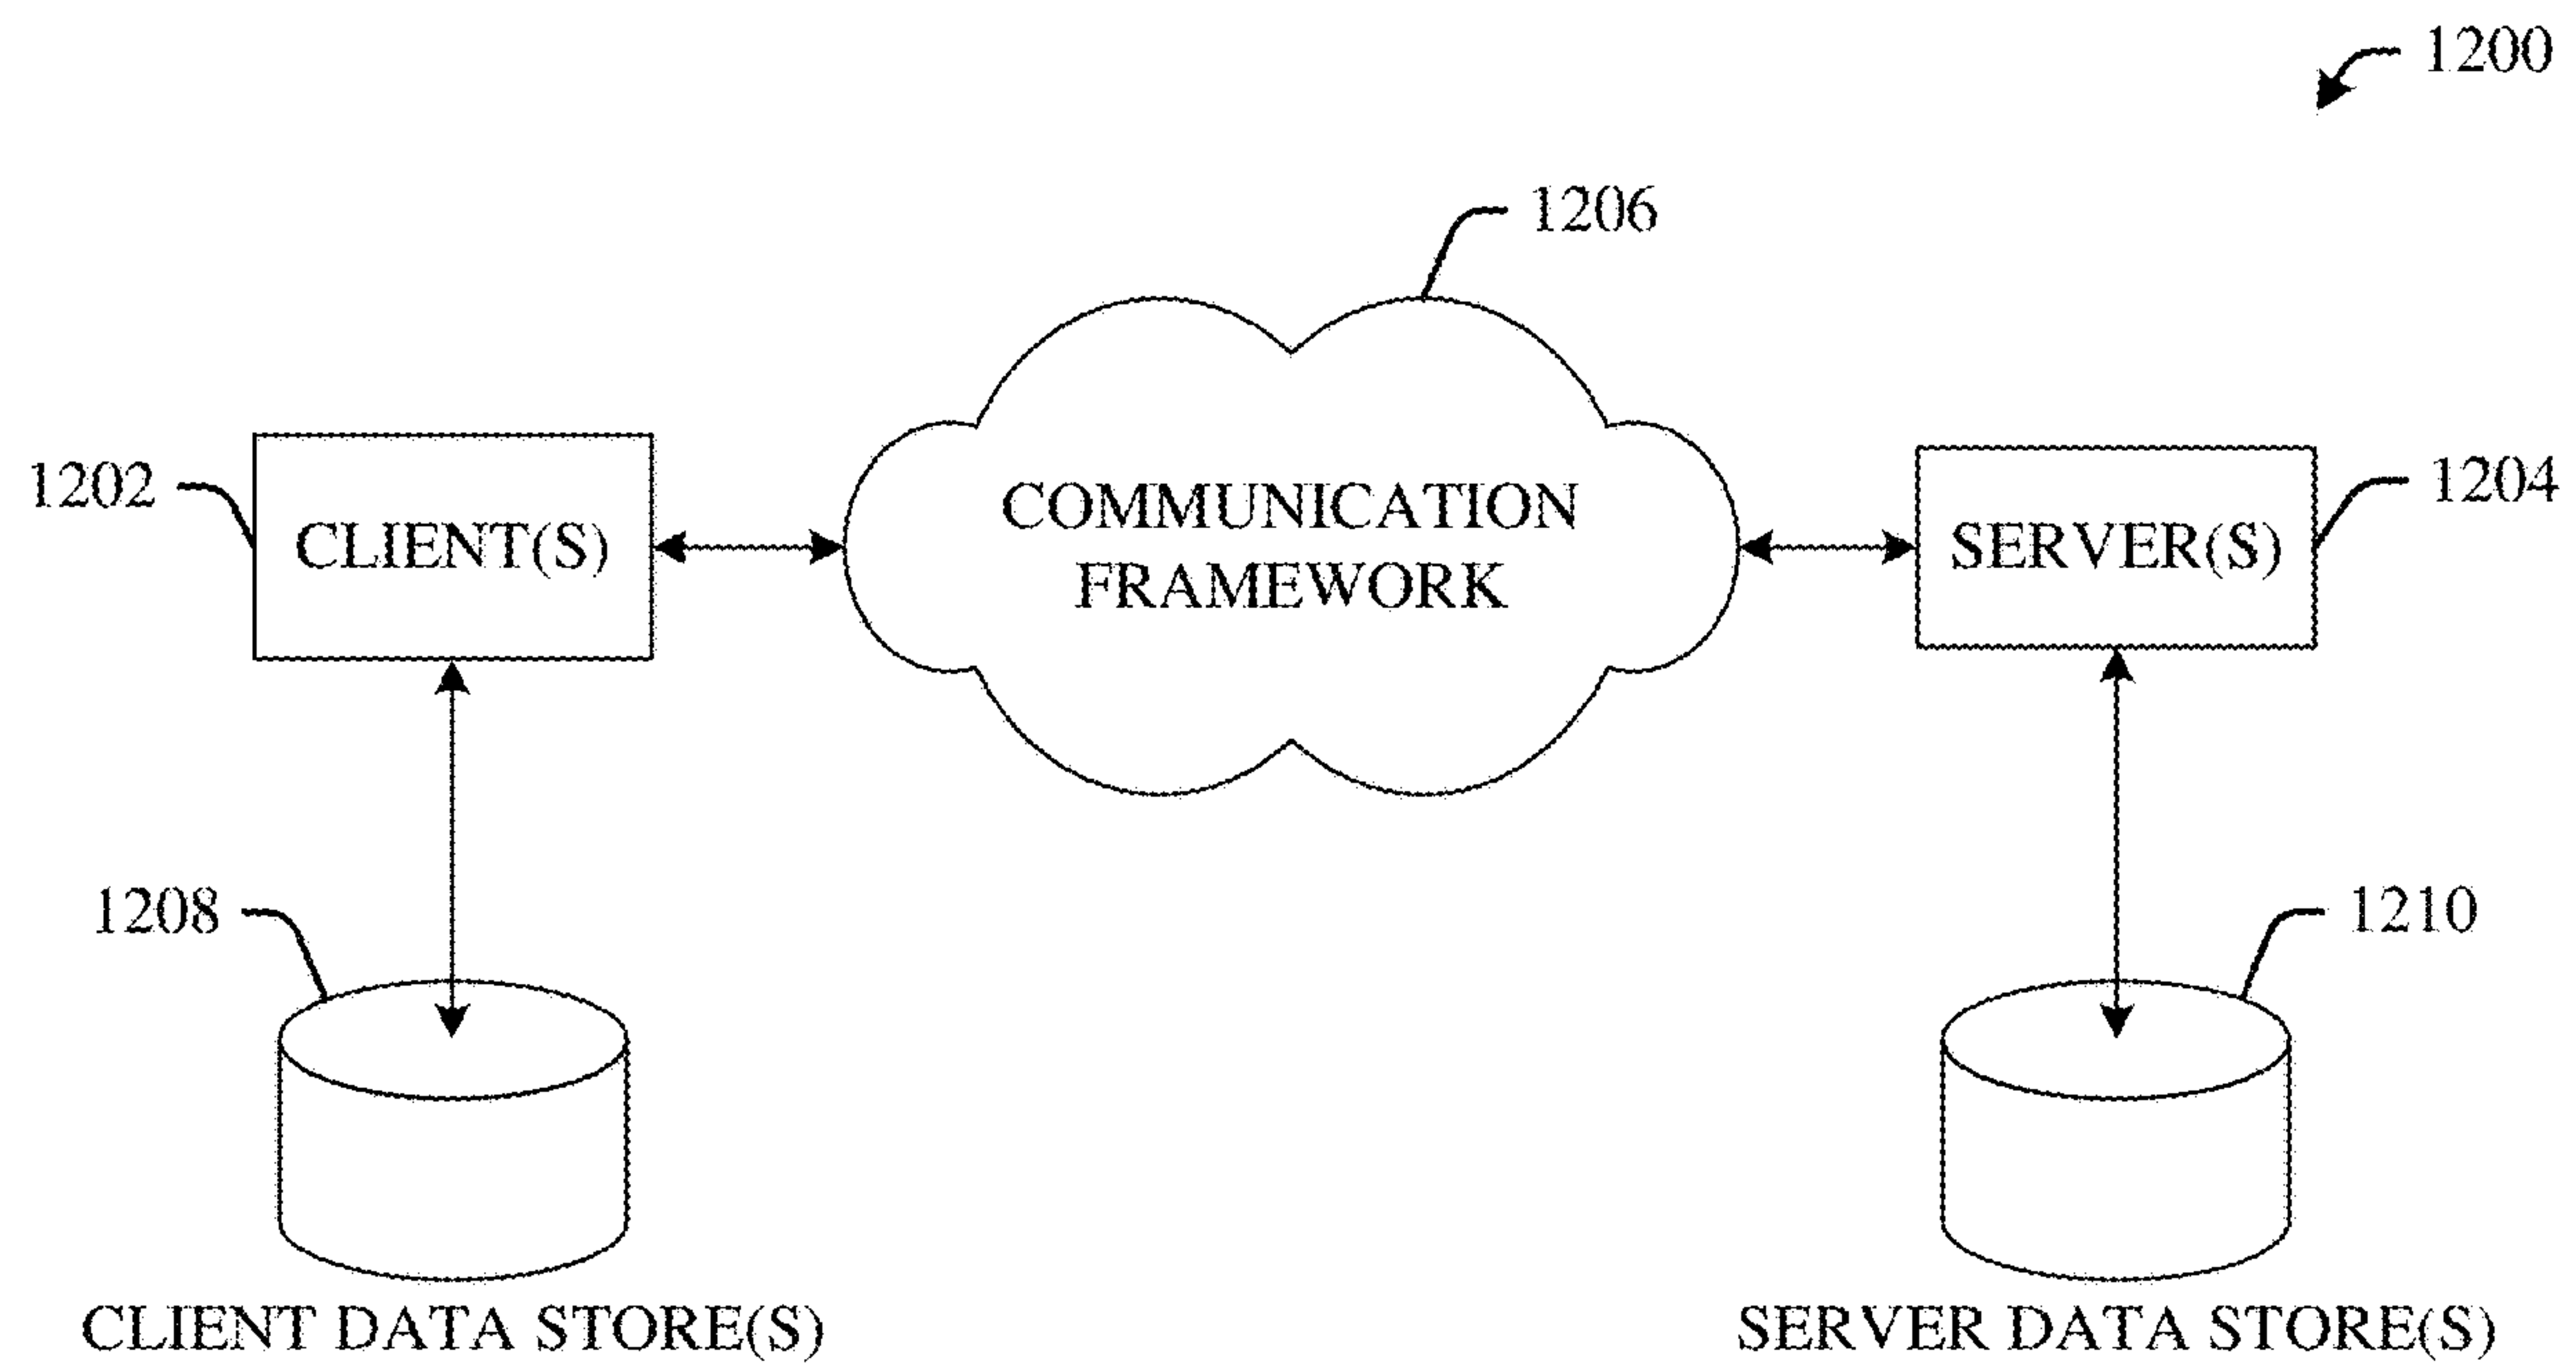 1200
1206
1202
CLIENT(S)
COMMUNICATION
FRAMEWORK
SERVER(S)
1204
1208
1210
CLIENT DATA STORE(S)
SERVER DATA STORE(S)